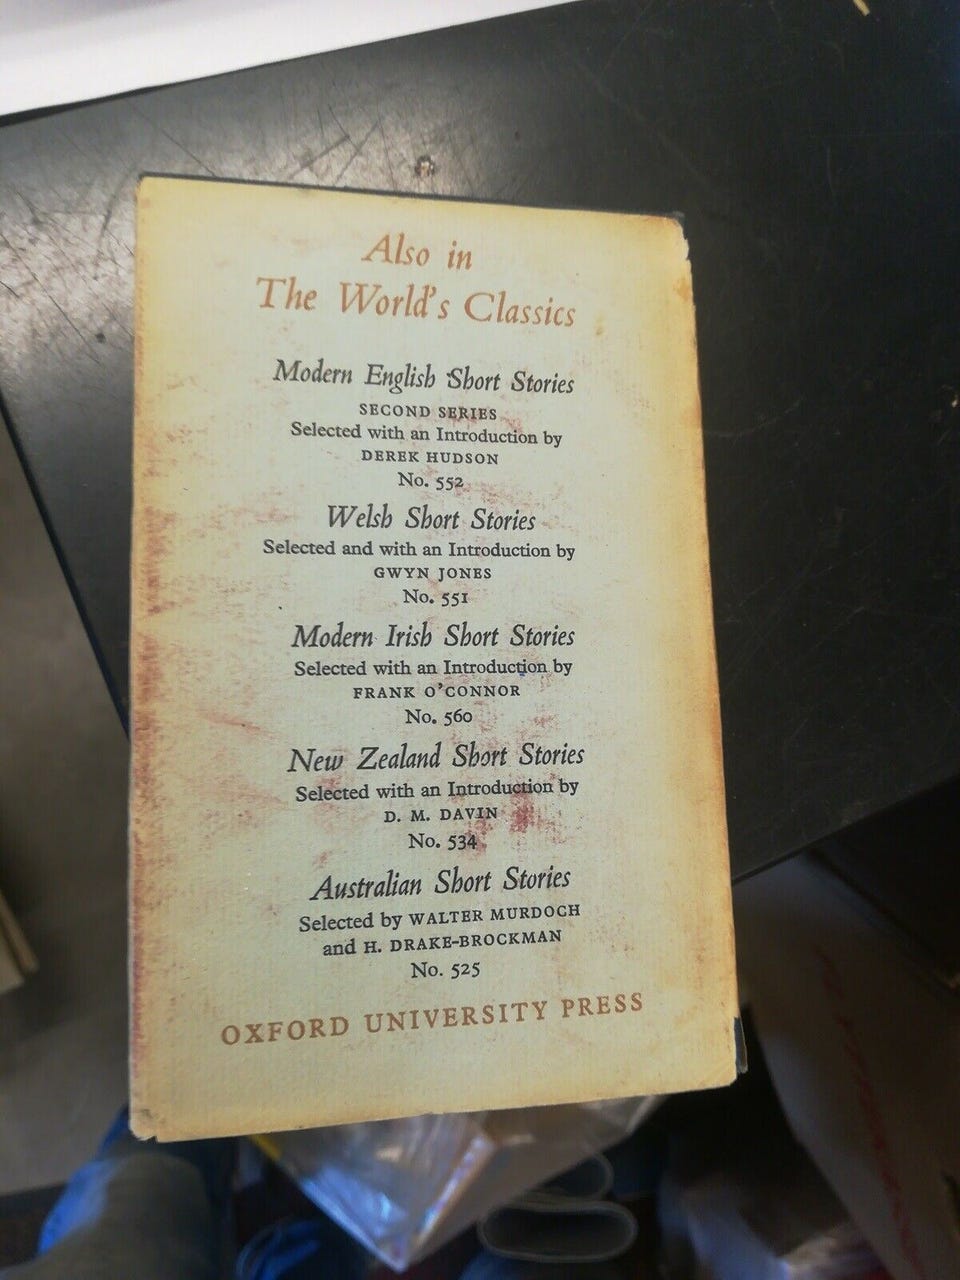 Also in
The World's Classics
Modern English Short Stories
SECOND SERIES
Selected with an Introduction by
DEREK HUDSON
No. 552
Welsh Short Stories
Selected and with an Introduction by
GWYN JONES
No. 551
Modern Irish Short Stories
Selected with an Introduction by
FRANK O'CONNOR
No. 560
New Zealand Short Stories
Selected with an Introduction by
D. M. DAVIN
No. 534
Australian Short Stories
Selected by WALTER MURDOCH
and H. DRAKE-BROCKMAN
No. 525
OXFORD UNIVERSITY PRESS